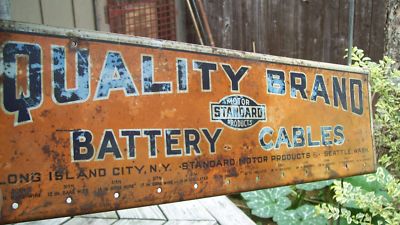 QUALITY BRAND
MOTOR
STANDARD
PRODUCTS
BATTERY CABLES
LONG ISLAND CITY, N.Y. STANDARD MOTOR PRODUCTS SEATTLE, WASH.